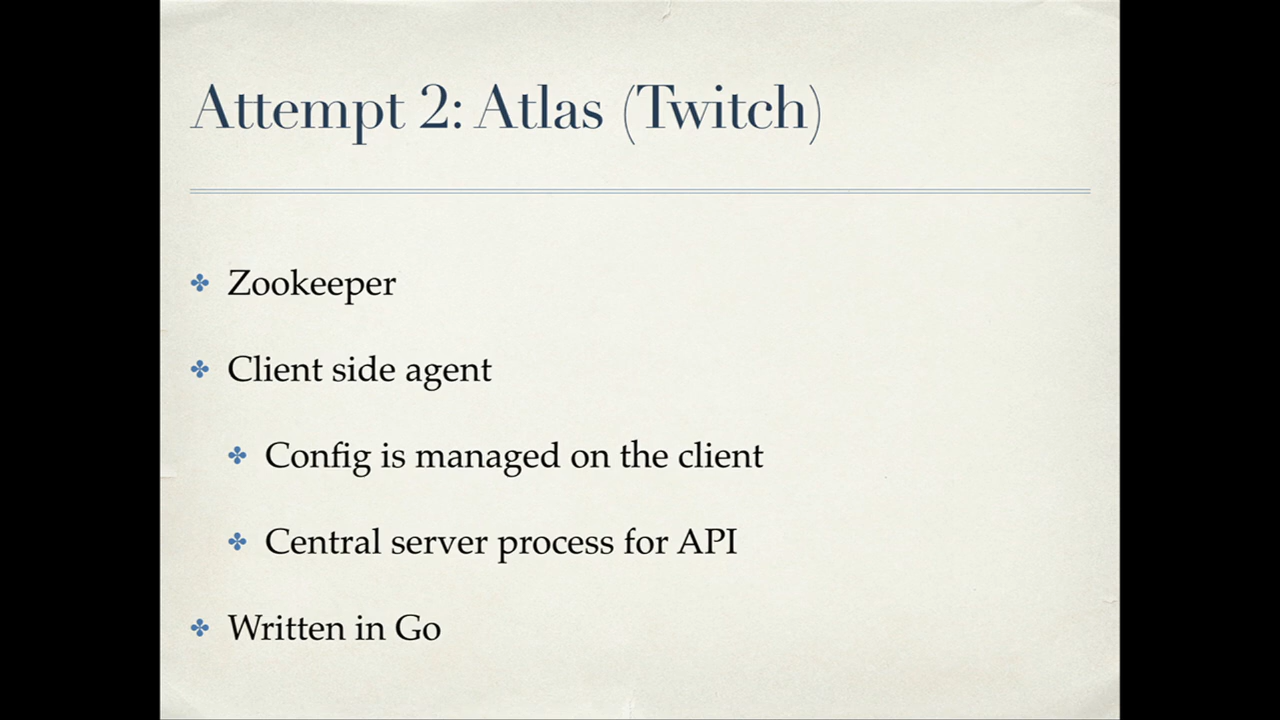 Attempt 2: Atlas (Twitch)
Zookeeper
Client side agent
Config is managed on the client
Central server process for API
Written in Go